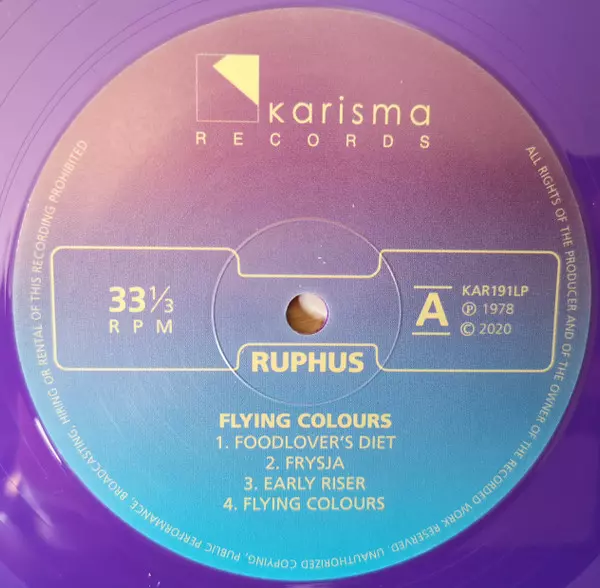 karisma
RECORDS
33 1/3
RPM
A
KAR191LP
℗ 1978
© 2020
RUPHUS
FLYING COLOURS
1. FOODLOVER'S DIET
2. FRYSJA
3. EARLY RISER
4. FLYING COLOURS
ALL RIGHTS OF THE PRODUCER AND OF THE OWNER OF THE RECORDED WORK RESERVED. UNAUTHORIZED COPYING, PUBLIC PERFORMANCE, BROADCASTING, HIRING OR RENTAL OF THIS RECORDING PROHIBITED